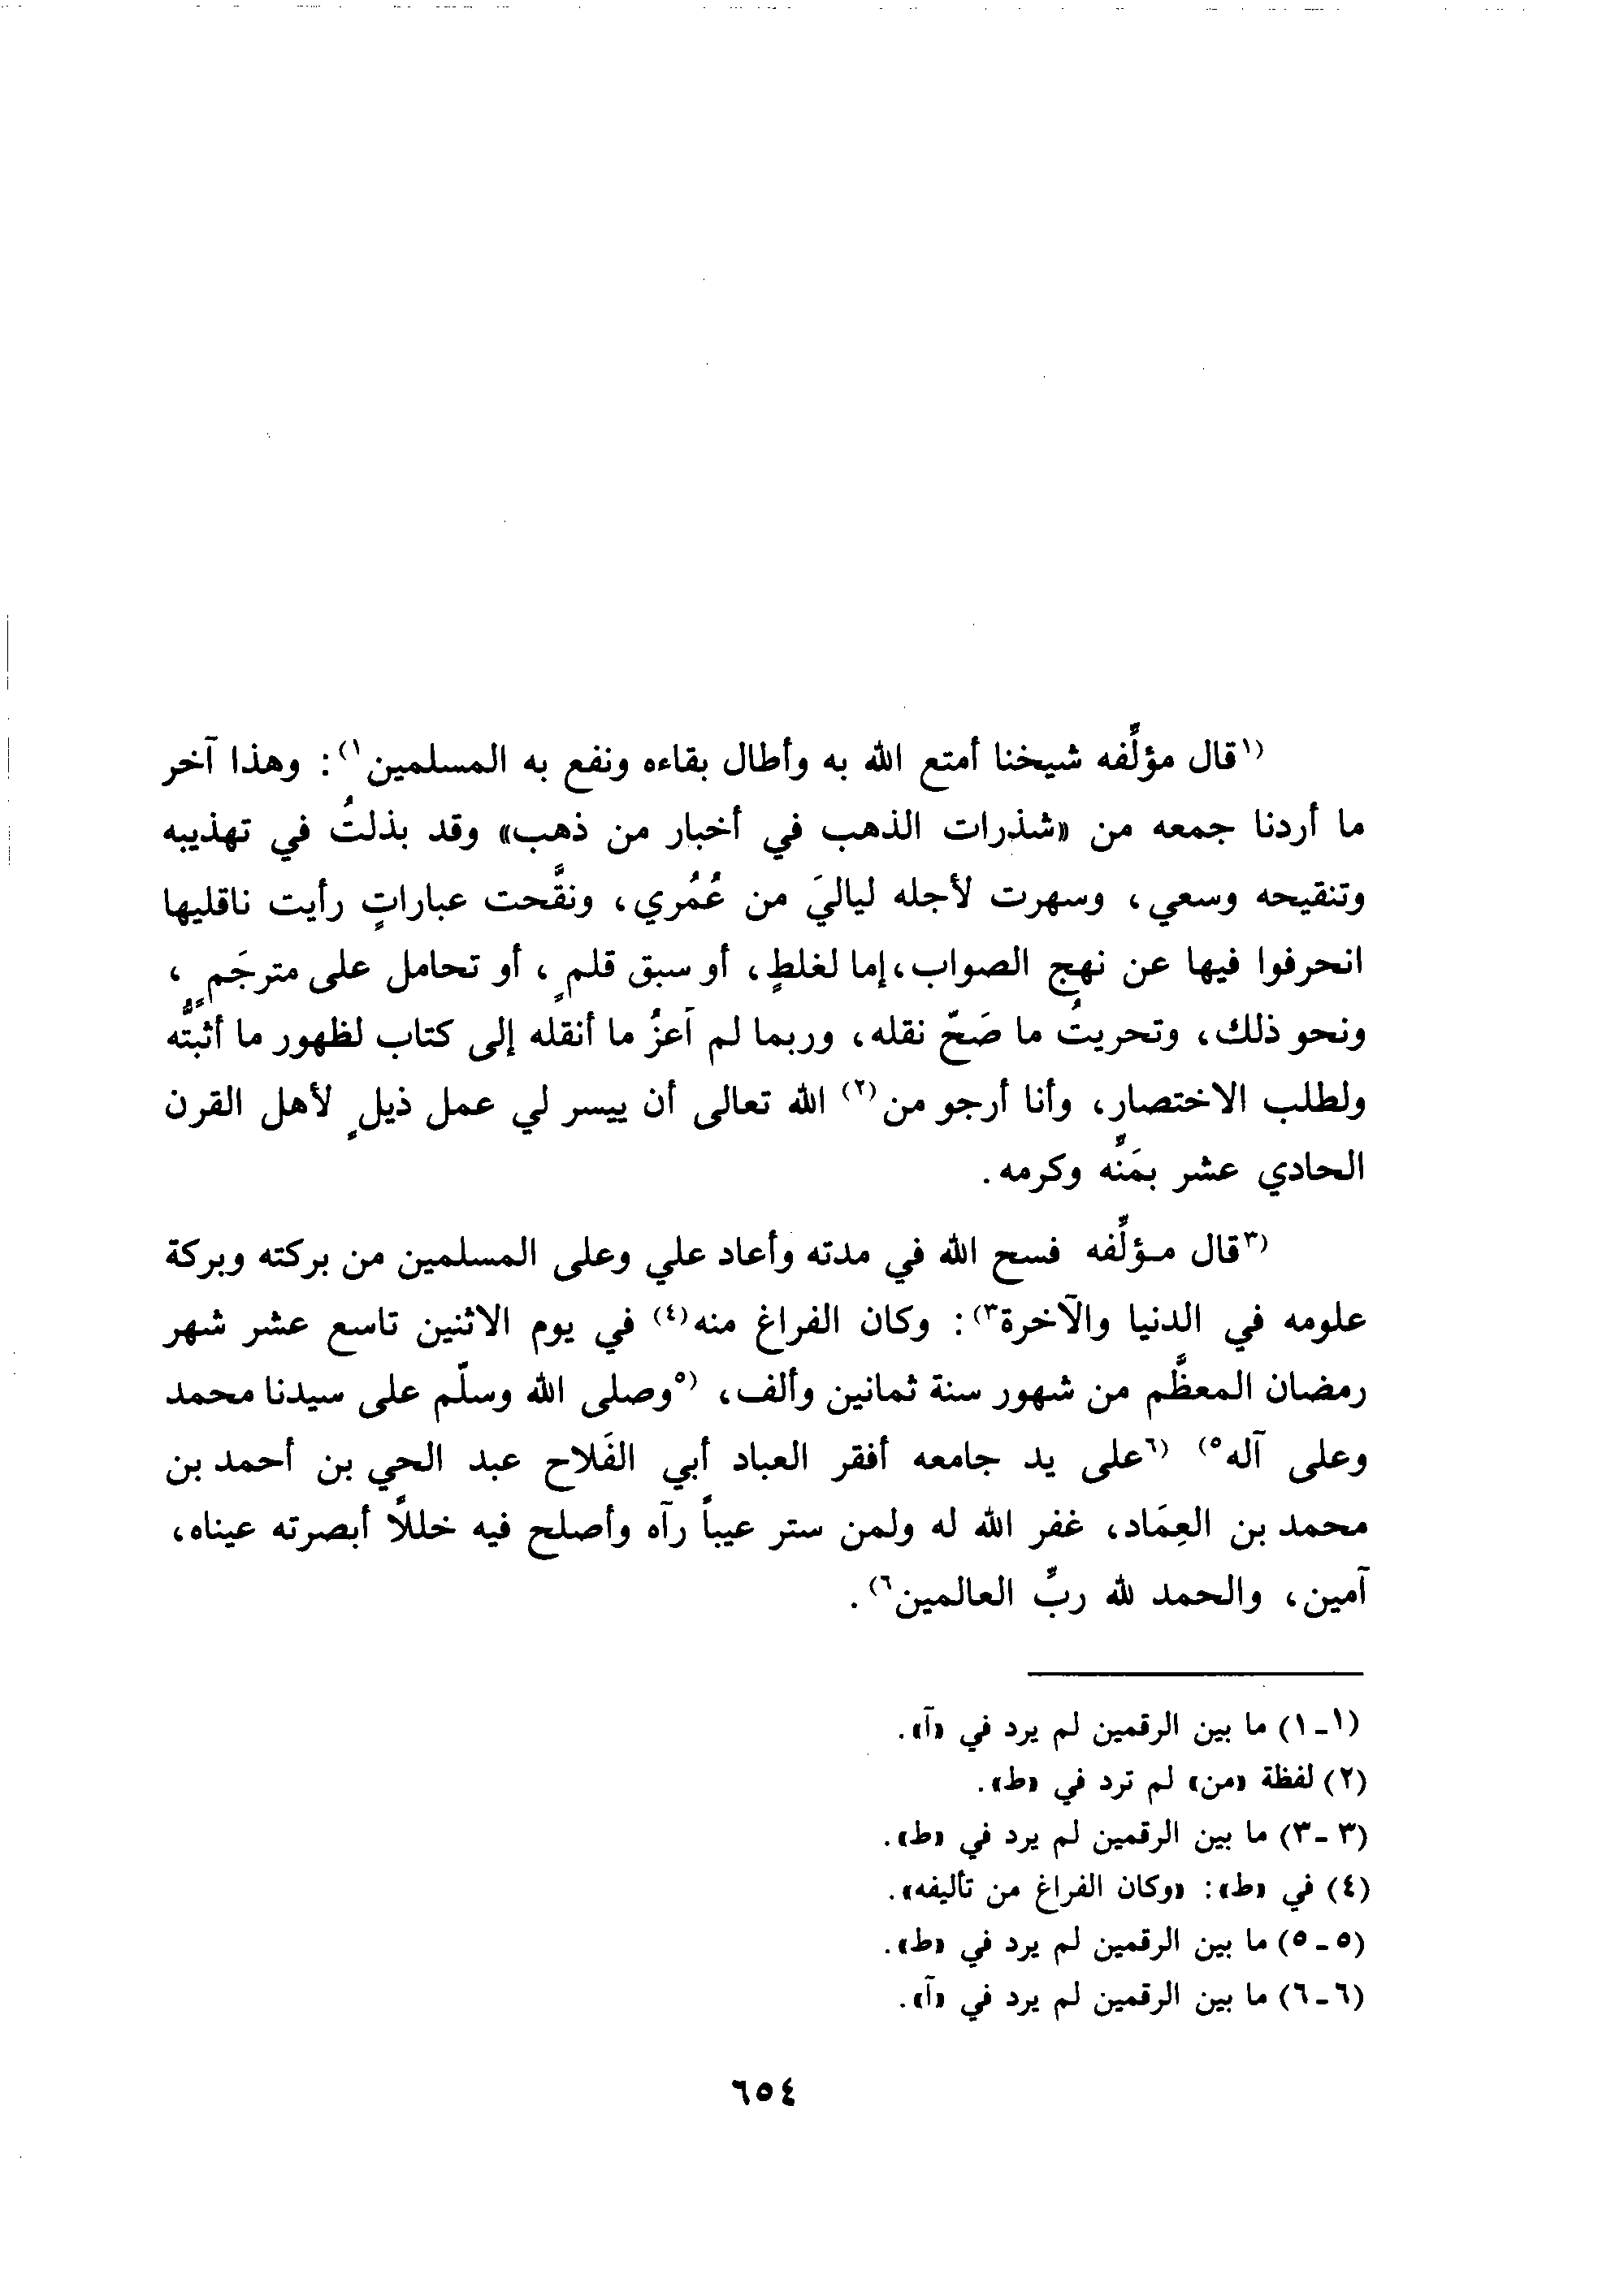 (١قال مؤلِّفه شيخنا أمتع الله به وأطال بقاءه ونفع به المسلمين١): وهذا آخر
ما أردنا جمعه من «شذرات الذهب في أخبار من ذهب» وقد بذلتُ في تهذيبه
وتنقيحه وسعي، وسهرت لأجله لياليَ من عُمُري، ونقَّحت عباراتٍ رأيت ناقليها
انحرفوا فيها عن نهج الصواب،إما لغلطٍ، أو سبق قلمٍ، أو تحامل على مترجَمٍ،
ونحو ذلك، وتحريتُ ما صَحّ نقله، وربما لم أعزُ ما أنقله إلى كتاب لظهور ما أثبتُّه
ولطلب الاختصار، وأنا أرجو من(٢) الله تعالى أن ييسر لي عمل ذيلٍ لأهل القرن
الحادي عشر بمَنِّه وكرمه.
(٣قال مؤلِّفه فسح الله في مدته وأعاد علي وعلى المسلمين من بركته وبركة
علومه في الدنيا والآخرة٣): وكان الفراغ منه(٤) في يوم الاثنين تاسع عشر شهر
رمضان المعظَّم من شهور سنة ثمانين وألف، (٥وصلى الله وسلّم على سيدنا محمد
وعلى آله٥) (٦على يد جامعه أفقر العباد أبي الفَلاح عبد الحي بن أحمد بن
محمد بن العِمَاد، غفر الله له ولمن ستر عيباً رآه وأصلح فيه خللاً أبصرته عيناه،
آمين، والحمد لله ربِّ العالمين٦).
(١ـ١) ما بين الرقمين لم يرد في «آ».
(٢) لفظة «من» لم ترد في «ط».
(٣ـ٣) ما بين الرقمين لم يرد في «ط».
(٤) في «ط»: «وكان الفراغ من تأليفه».
(٥ـ٥) ما بين الرقمين لم يرد في «ط».
(٦ـ٦) ما بين الرقمين لم يرد في «آ».
٦٥٤